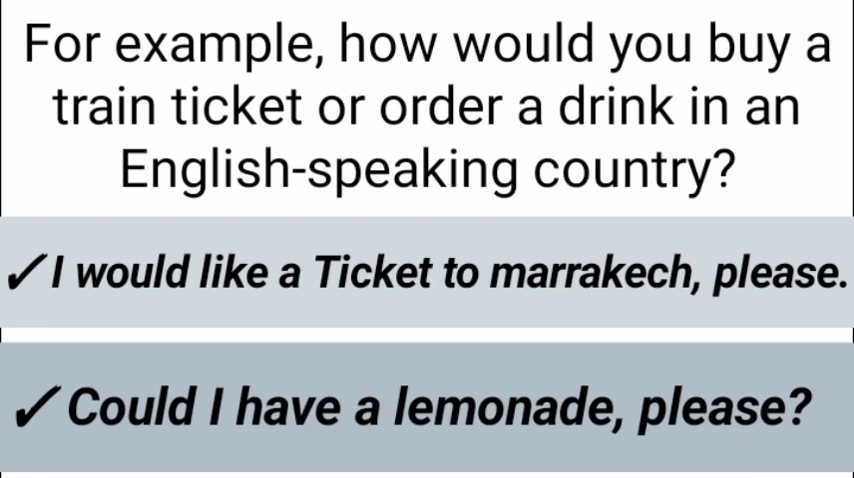 For example, how would you buy a
train ticket or order a drink in an
English-speaking country?
✓I would like a Ticket to marrakech, please.
✓Could I have a lemonade, please?